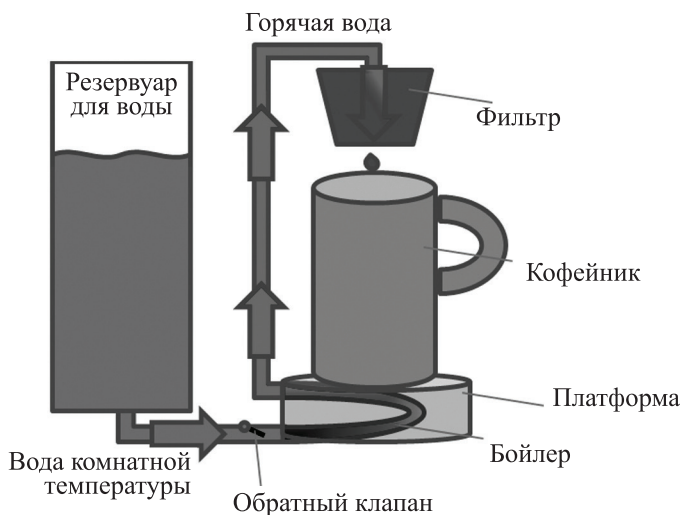 Горячая вода
Резервуар
для воды
Фильтр
Кофейник
Платформа
Бойлер
Вода комнатной
температуры
Обратный клапан